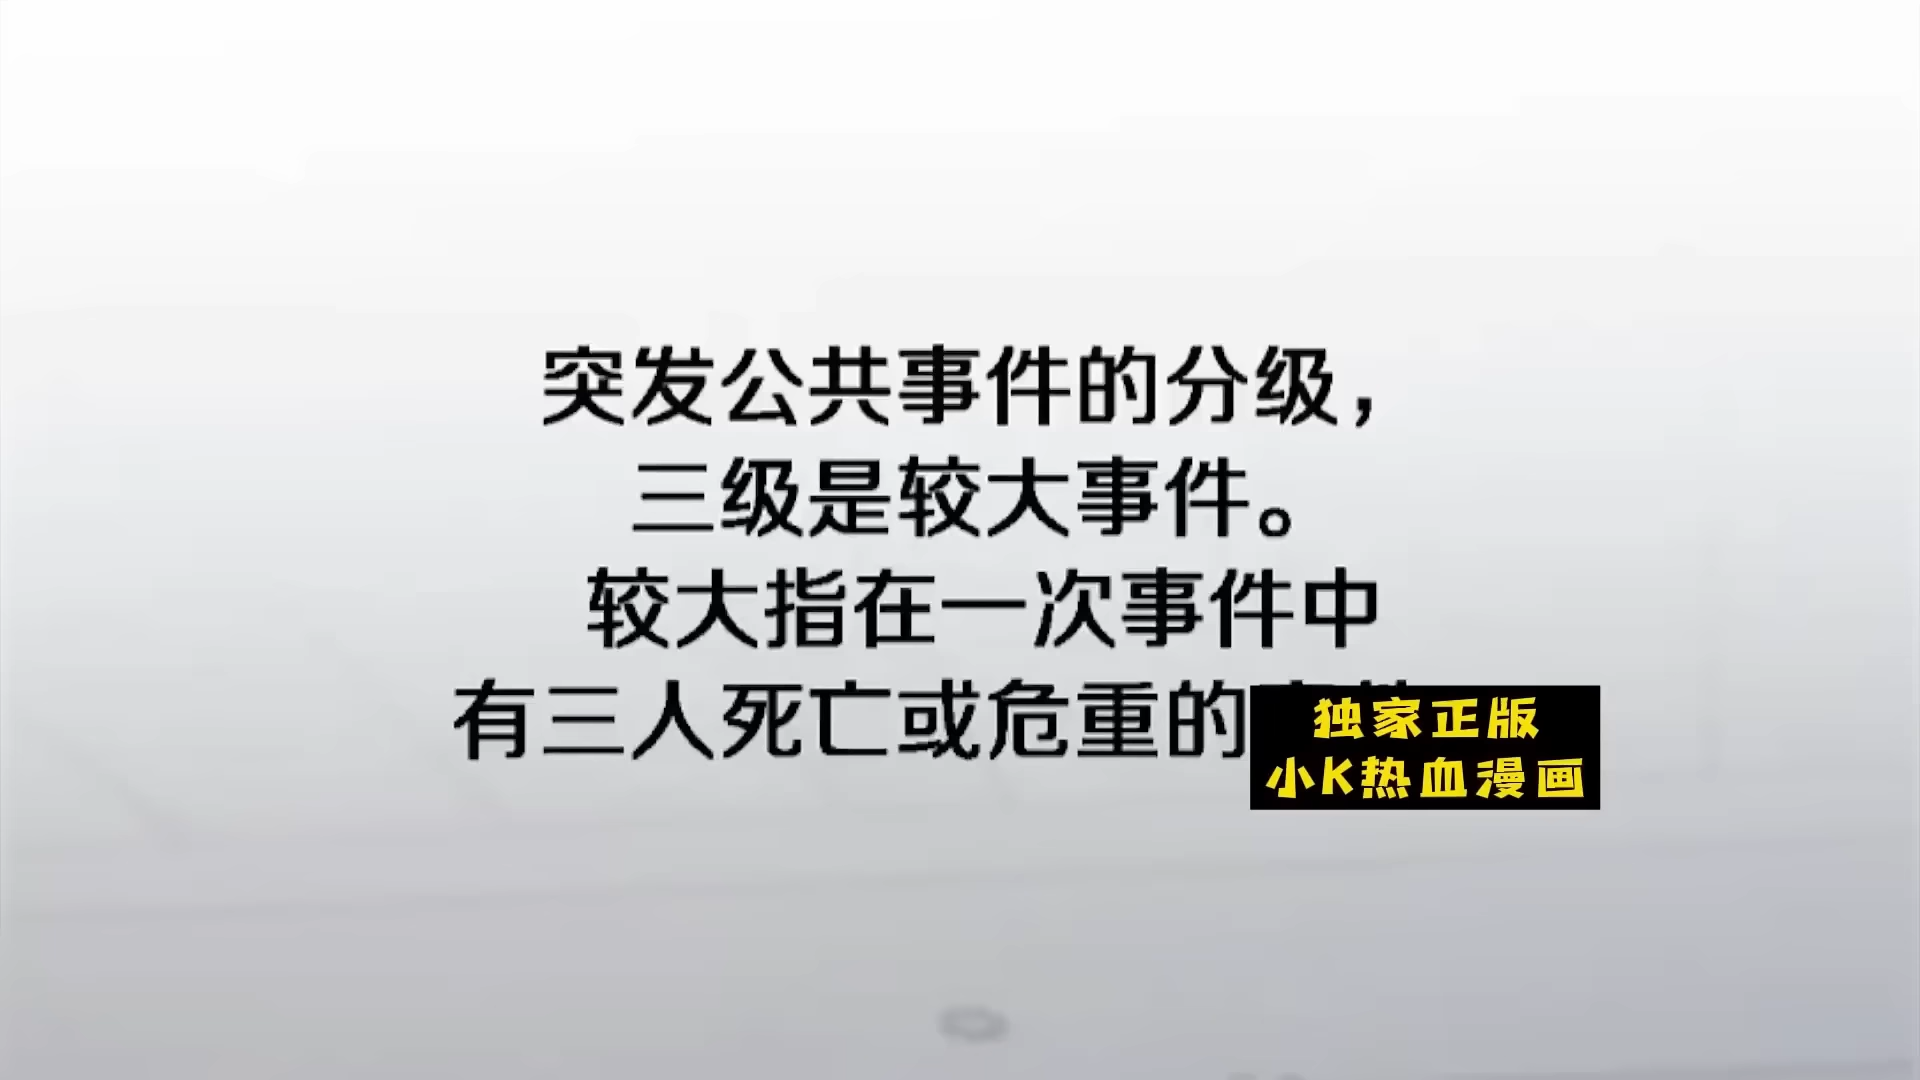 突发公共事件的分级，
三级是较大事件。
较大指在一次事件中
有三人死亡或危重的
独家正版
小K热血漫画